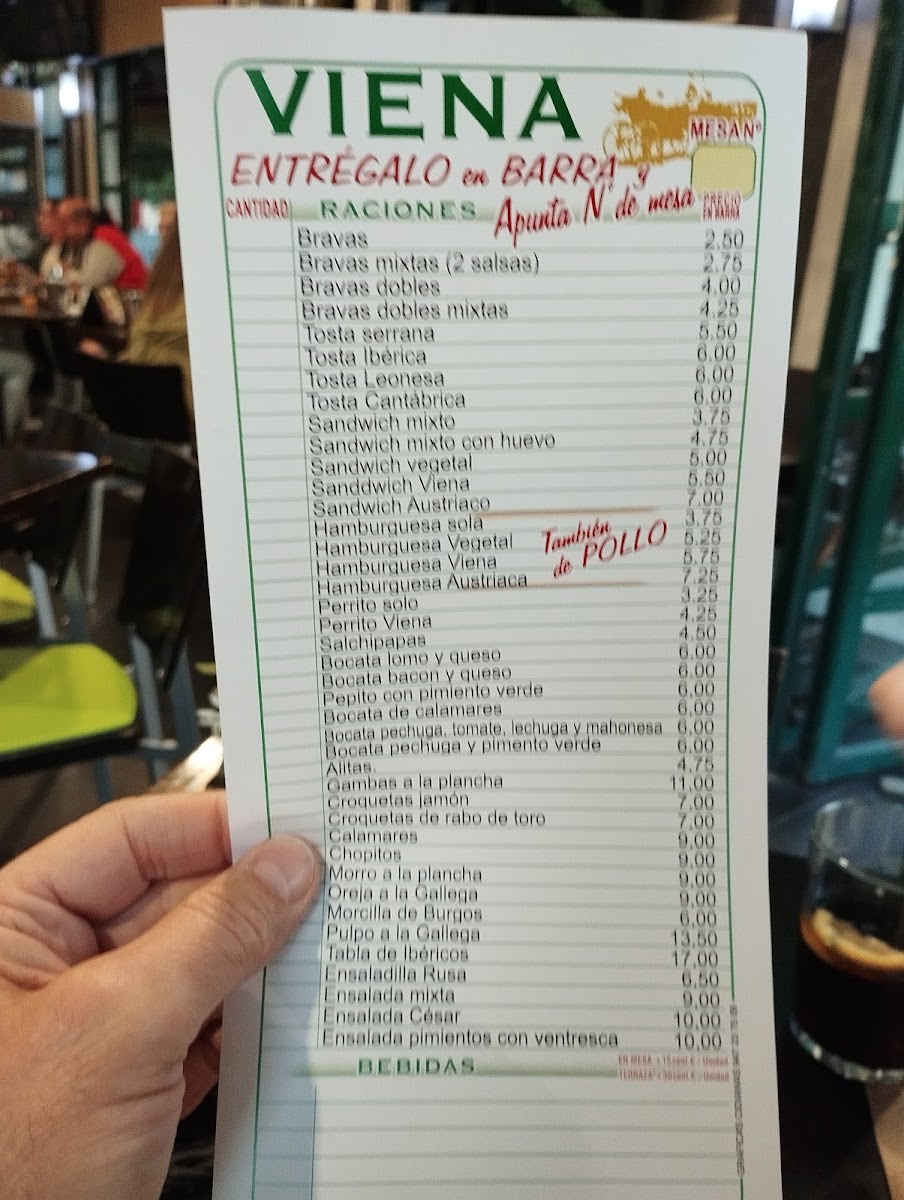 VIENA
MESA Nº
ENTRÉGALO en BARRA y
Apunta Nº de mesa
CANTIDAD RACIONES PRECIO EN BARRA
Bravas 2,50
Bravas mixtas (2 salsas) 2,75
Bravas dobles 4,00
Bravas dobles mixtas 4,25
Tosta serrana 5,50
Tosta Ibérica 6,00
Tosta Leonesa 6,00
Tosta Cantábrica 6,00
Sandwich mixto 3,75
Sandwich mixto con huevo 4,75
Sandwich vegetal 5,00
Sanddwich Viena 5,50
Sandwich Austriaco 7,00
Hamburguesa sola 3,75
Hamburguesa Vegetal 5,25
Hamburguesa Viena 5,75
Hamburguesa Austriaca 7,25
También
de POLLO
Perrito solo 3,25
Perrito Viena 4,25
Salchipapas 4,50
Bocata lomo y queso 6,00
Bocata bacon y queso 6,00
Pepito con pimiento verde 6,00
Bocata de calamares 6,00
Bocata pechuga, tomate, lechuga y mahonesa 6,00
Bocata pechuga y pimento verde 6,00
Alitas. 4,75
Gambas a la plancha 11,00
Croquetas jamón 7,00
Croquetas de rabo de toro 7,00
Calamares 9,00
Chopitos 9,00
Morro a la plancha 9,00
Oreja a la Gallega 9,00
Morcilla de Burgos 6,00
Pulpo a la Gallega 13,50
Tabla de Ibéricos 17,00
Ensaladilla Rusa 6,50
Ensalada mixta 9,00
Ensalada César 10,00
Ensalada pimientos con ventresca 10,00
BEBIDAS
EN MESA
TERRAZA